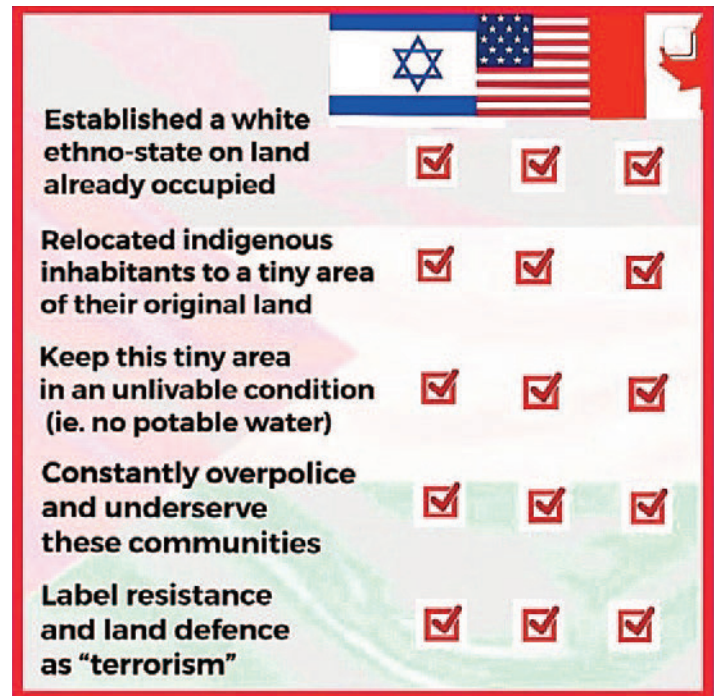 Established a white
ethno-state on land
already occupied
Relocated indigenous
inhabitants to a tiny area
of their original land
Keep this tiny area
in an unlivable condition
(ie. no potable water)
Constantly overpolice
and underserve
these communities
Label resistance
and land defence
as “terrorism”